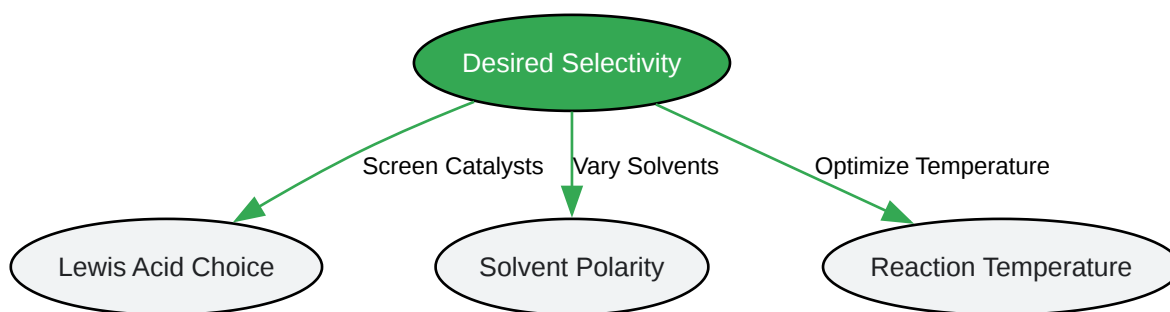 Desired Selectivity
Screen Catalysts
Vary Solvents
Optimize Temperature
Lewis Acid Choice
Solvent Polarity
Reaction Temperature